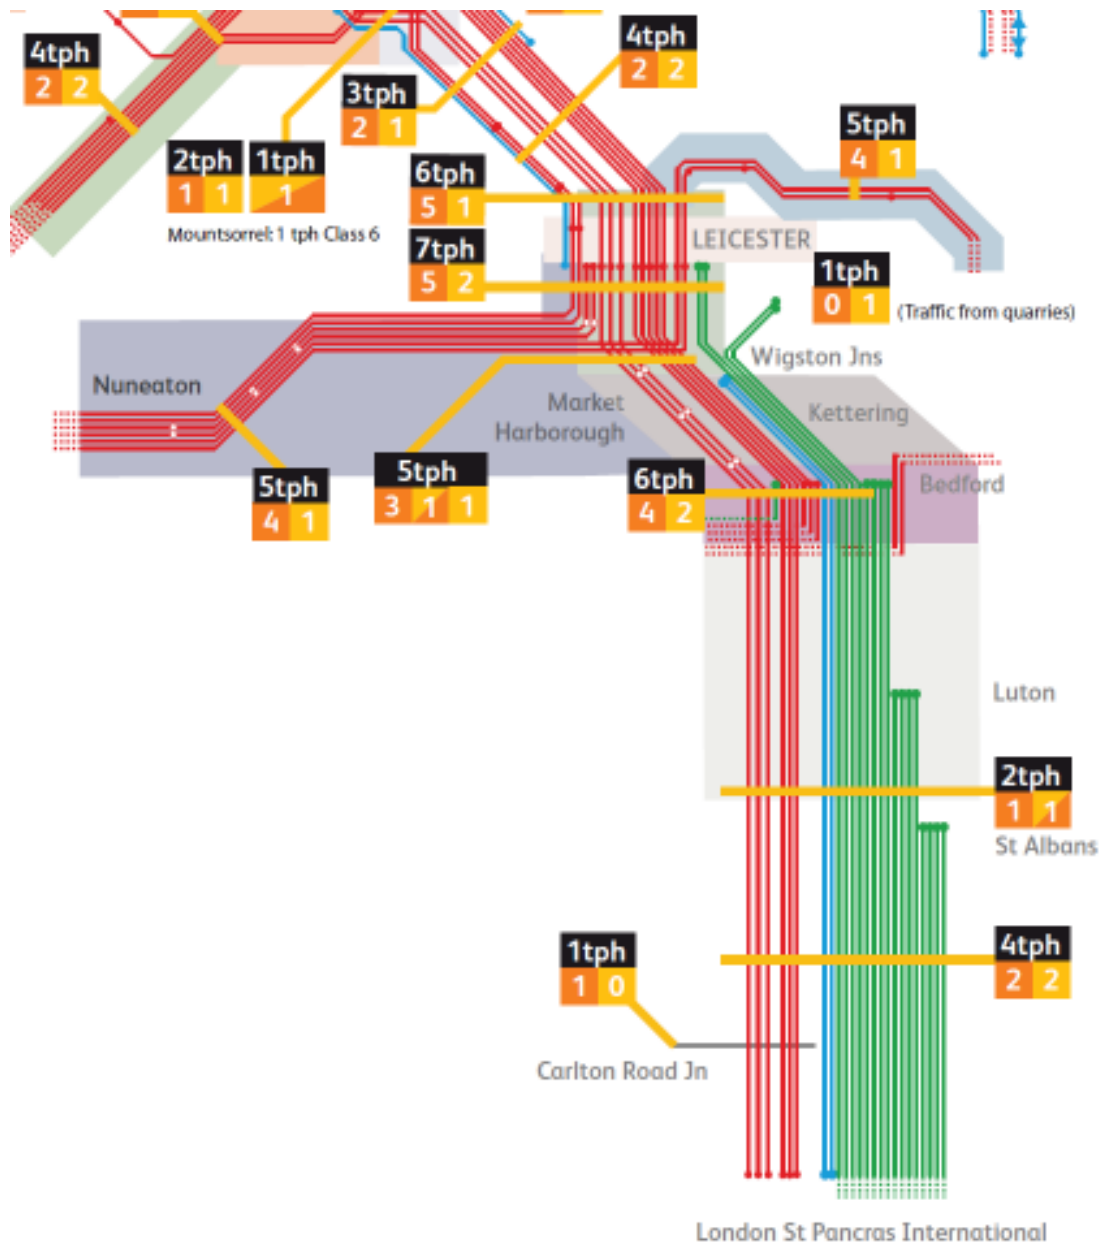 4tph
2 2
4tph
2 2
3tph
2 1
5tph
4 1
2tph
1 1
1tph
1
6tph
5 1
Mountsorrel: 1 tph Class 6
LEICESTER
7tph
5 2
1tph
0 1
(Traffic from quarries)
Wigston Jns
Nuneaton
Market
Harborough
Kettering
5tph
3 1 1
5tph
4 1
6tph
4 2
Bedford
Luton
2tph
1 1
St Albans
1tph
1 0
4tph
2 2
Carlton Road Jn
London St Pancras International